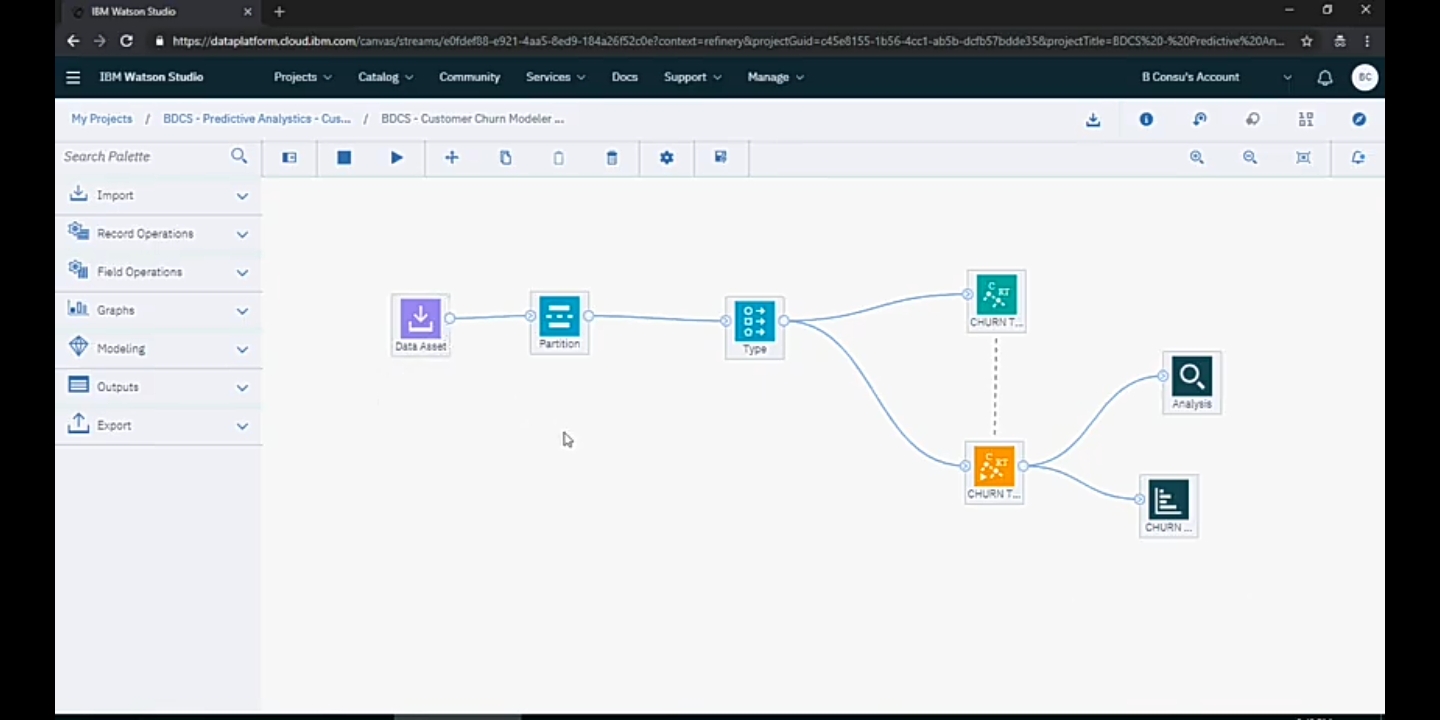 IBM Watson Studio
https://dataplatform.cloud.ibm.com/canvas/streams/e0fdef88-e921-4aa5-8ed9-184a26f52c0e?context=refinery&projectGuid=c45e8155-1b56-4cc1-ab5b-dcfb57bdde35&projectTitle=BDCS%20-%20Predictive%20An...
IBM Watson Studio Projects Catalog Community Services Docs Support Manage B Consu's Account BC
My Projects / BDCS - Predictive Analystics - Cus... / BDCS - Customer Churn Modeler ...
Search Palette
Import
Record Operations
Field Operations
Graphs
Modeling
Outputs
Export
Data Asset
Partition
Type
C RT
CHURN T...
C RT
CHURN T...
Analysis
CHURN ...